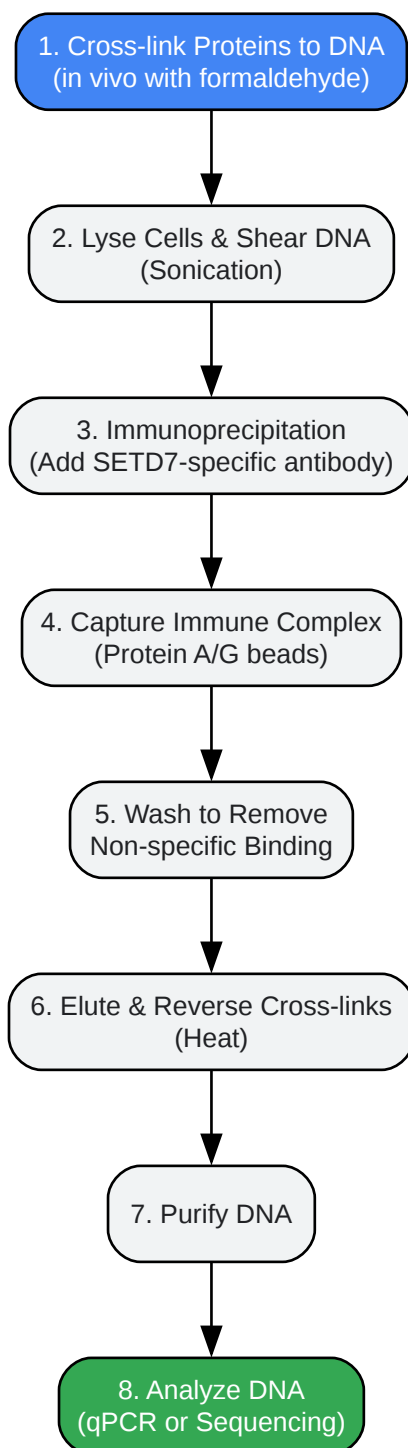 1. Cross-link Proteins to DNA
(in vivo with formaldehyde)
2. Lyse Cells & Shear DNA
(Sonication)
3. Immunoprecipitation
(Add SETD7-specific antibody)
4. Capture Immune Complex
(Protein A/G beads)
5. Wash to Remove
Non-specific Binding
6. Elute & Reverse Cross-links
(Heat)
7. Purify DNA
8. Analyze DNA
(qPCR or Sequencing)